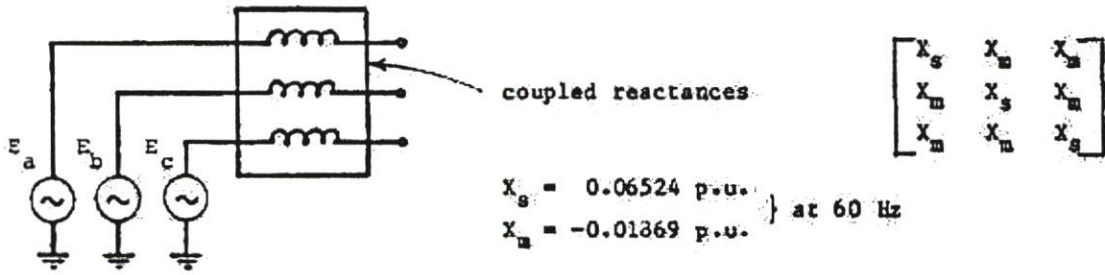 E_a E_b E_c
coupled reactances
X_s X_m X_m
X_m X_s X_m
X_m X_m X_s
X_s = 0.06524 p.u.
X_m = -0.01869 p.u.
} at 60 Hz